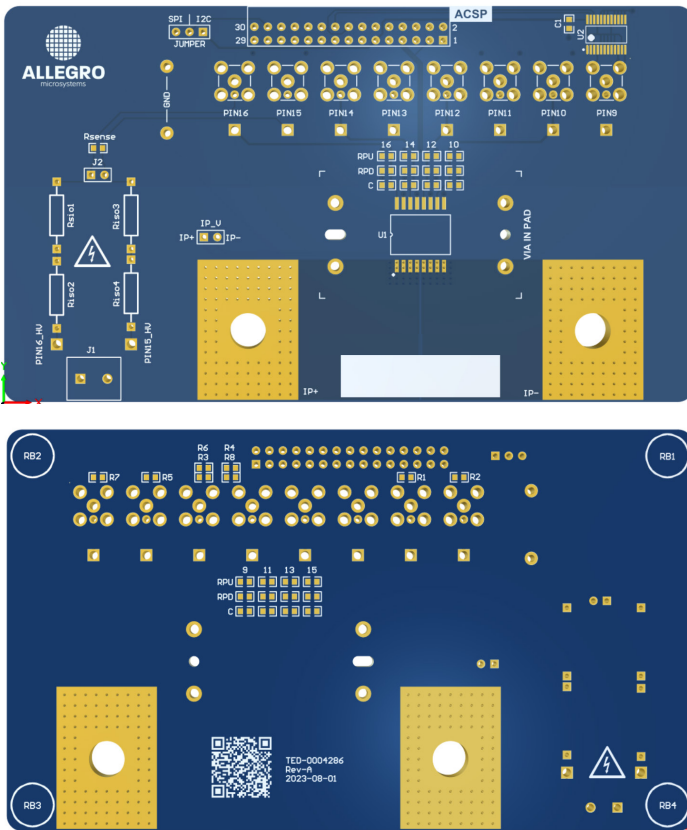 SPI | I2C
ACSP
30
2
29
1
JUMPER
C1
U2
ALLEGRO
microsystems
GND
PIN16 PIN15 PIN14 PIN13 PIN12 PIN11 PIN10 PIN9
Rsense
J2
16 14 12 10
RPU
RPD
C
Rsio1
Riso3
IP_V
IP+
IP-
U1
VIA IN PAD
Riso2
Riso4
PIN16_HV
J1
PIN15_HV
IP+
IP-
Y
RB2
R6 R4
R3 R8
RB1
R7
R5
R1
R2
9 11 13 15
RPU
RPD
C
TED-0004286
Rev-A
2023-08-01
RB3
RB4